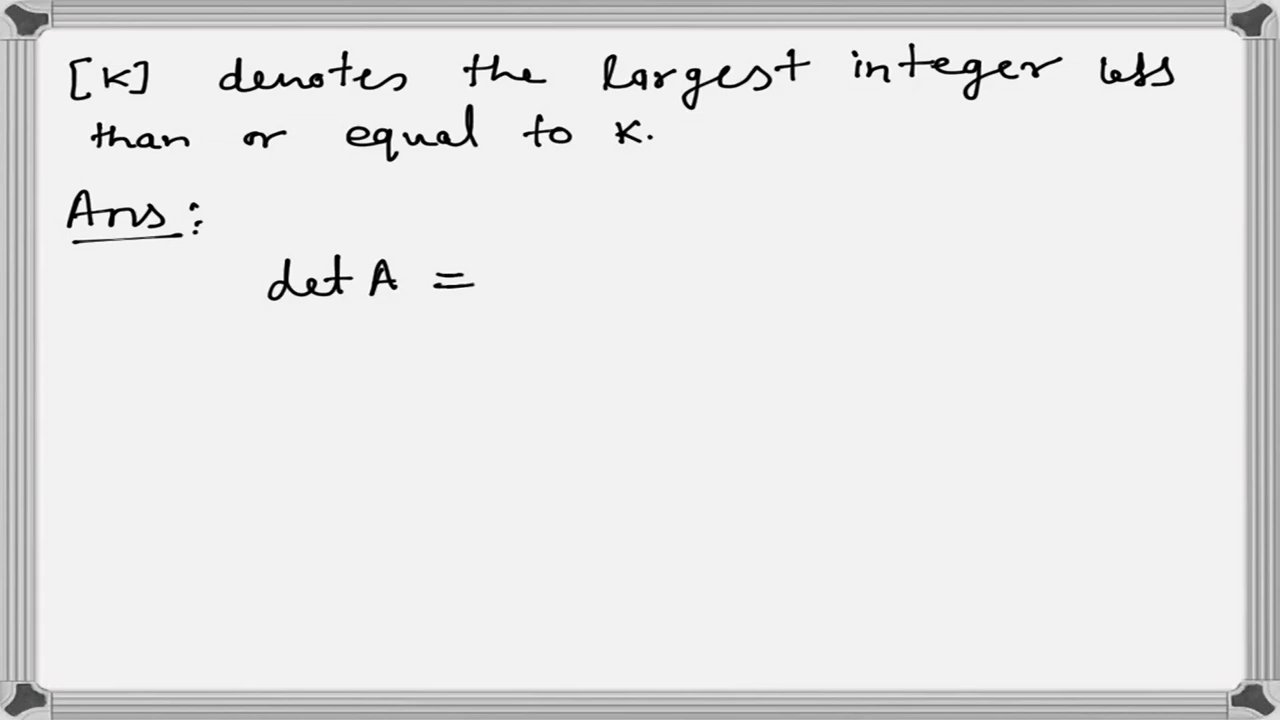 [K] denotes the largest integer less
than or equal to K.
Ans:
det A =